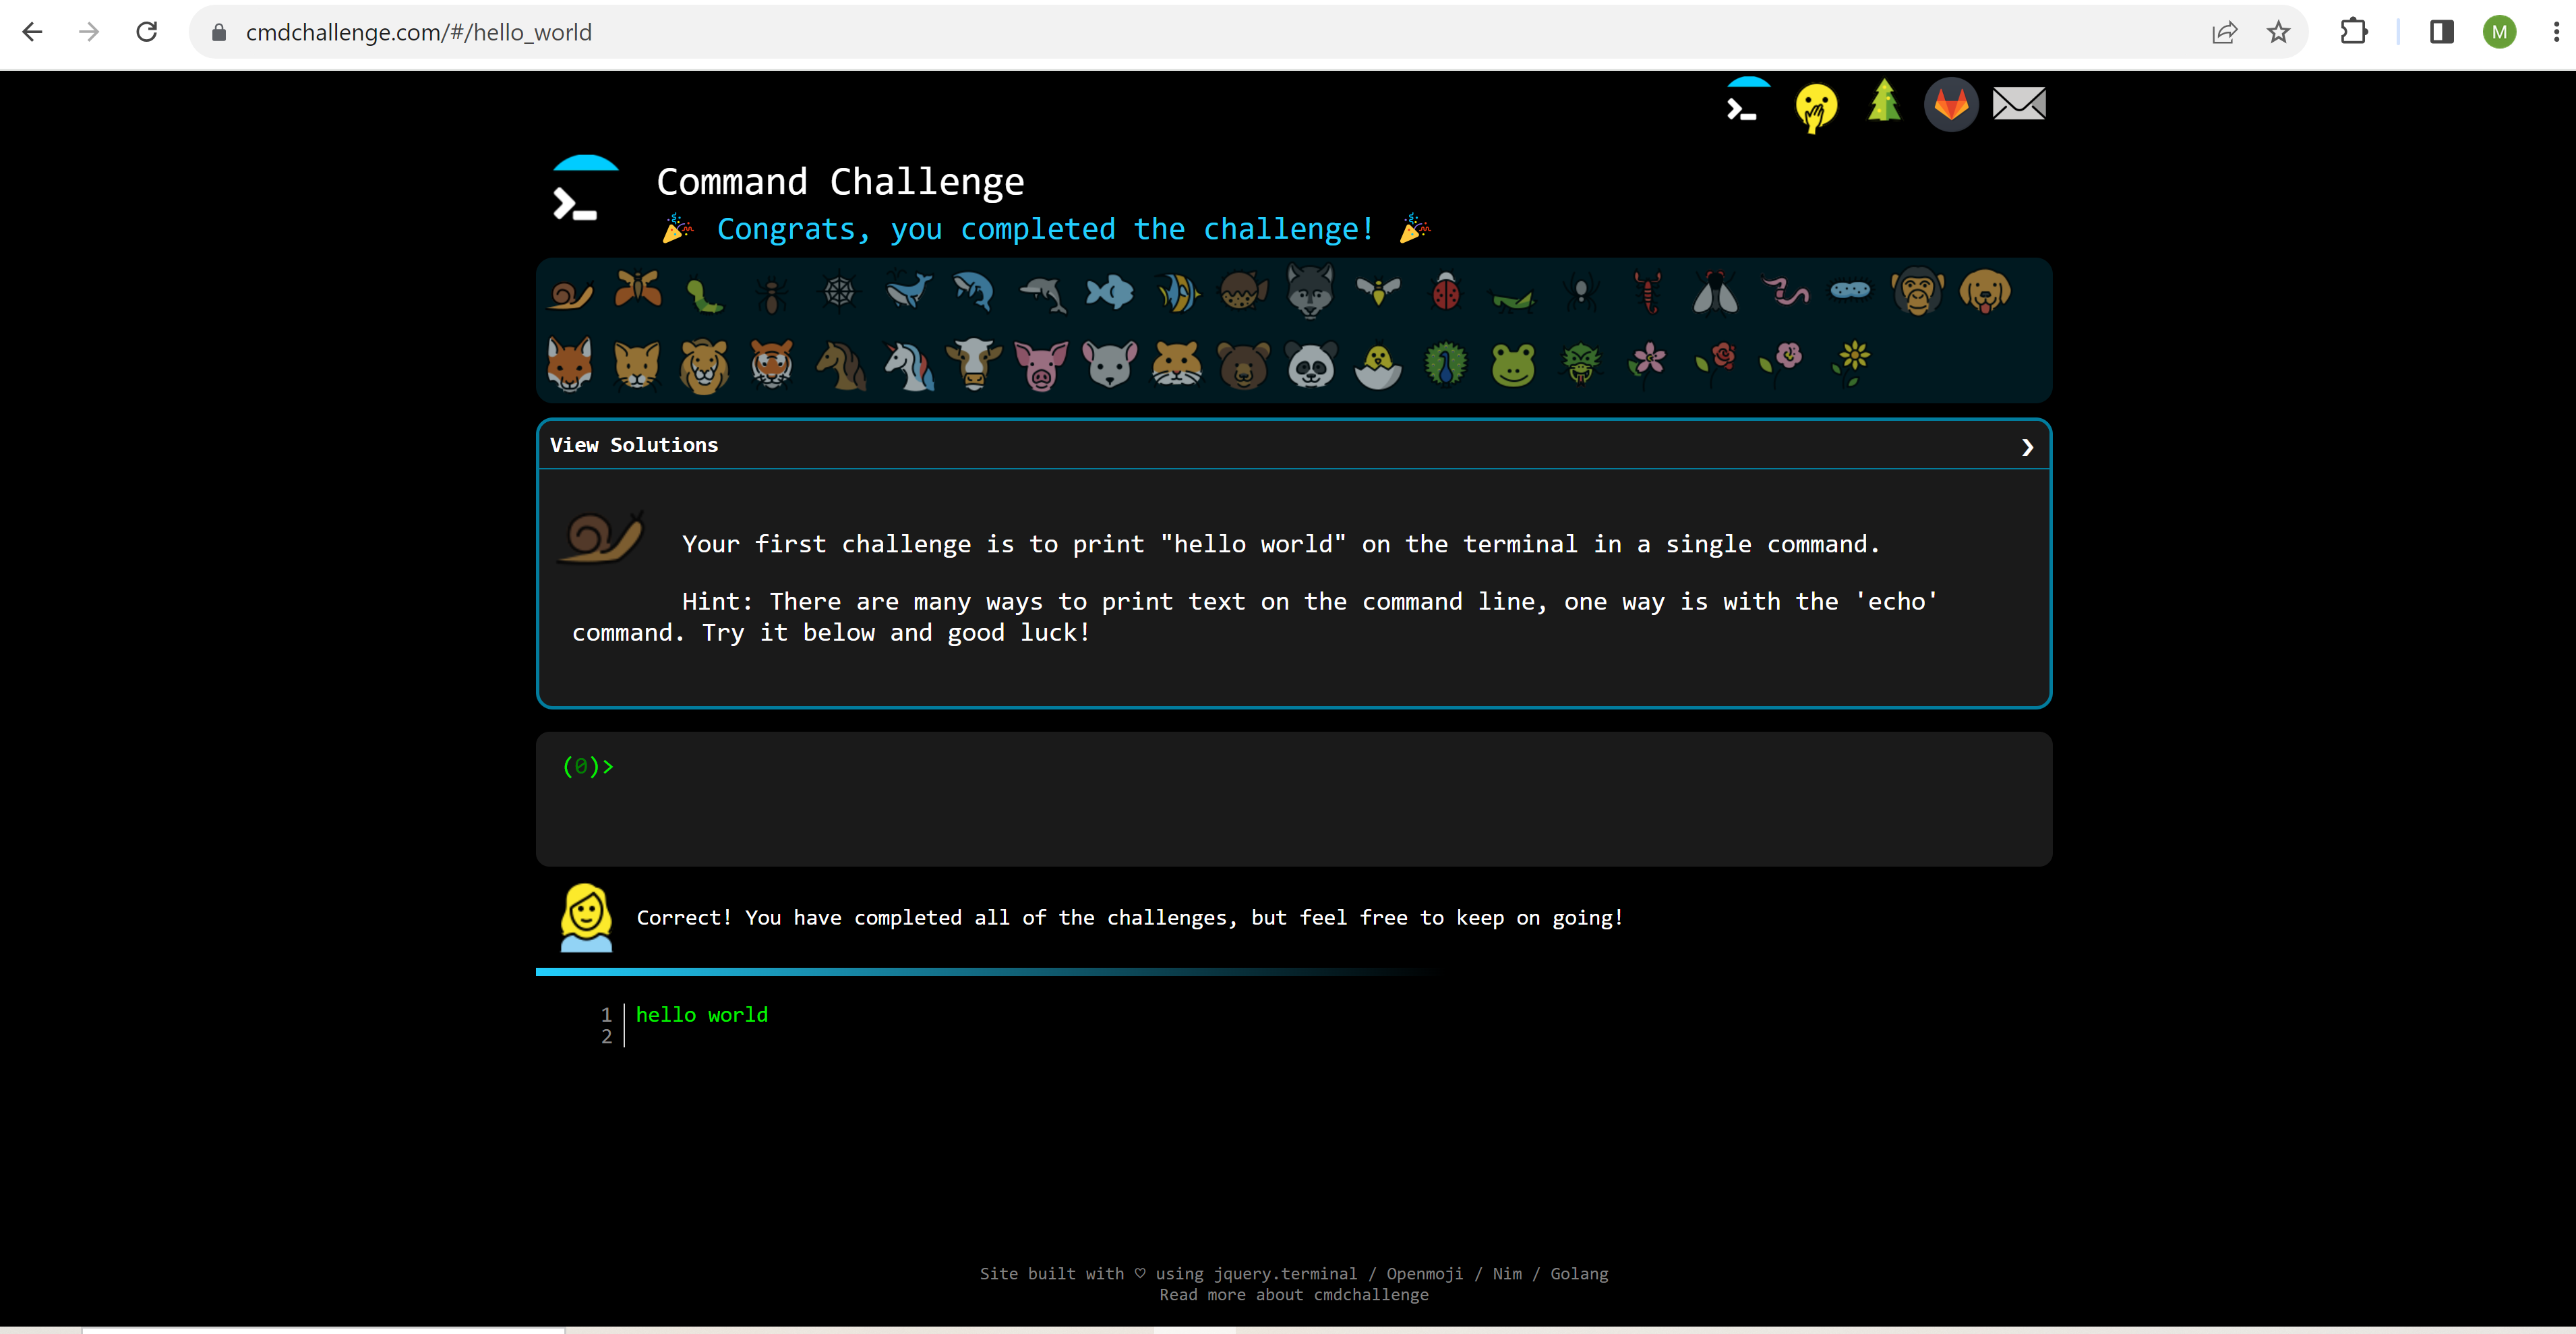 cmdchallenge.com/#/hello_world
M
Command Challenge
Congrats, you completed the challenge!
View Solutions
Your first challenge is to print "hello world" on the terminal in a single command.
Hint: There are many ways to print text on the command line, one way is with the 'echo'
command. Try it below and good luck!
(0)>
Correct! You have completed all of the challenges, but feel free to keep on going!
1 hello world
2
Site built with ♡ using jquery.terminal / Openmoji / Nim / Golang
Read more about cmdchallenge